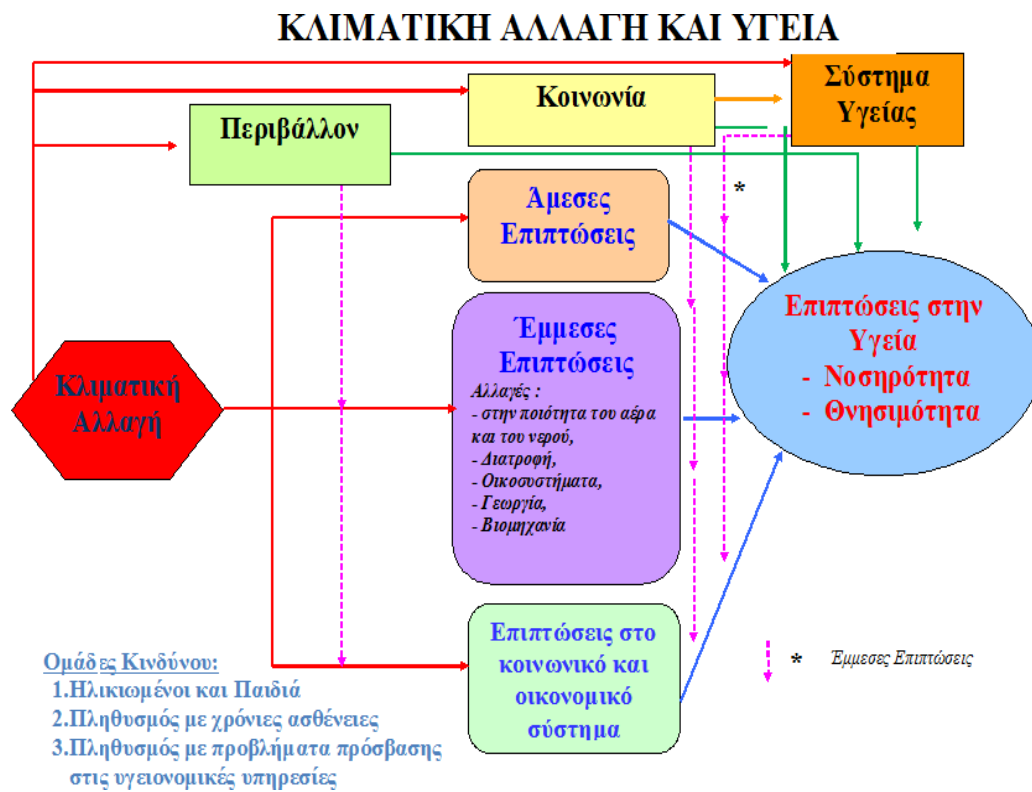 ΚΛΙΜΑΤΙΚΗ ΑΛΛΑΓΗ ΚΑΙ ΥΓΕΙΑ
Σύστημα
Υγείας
Κοινωνία
Περιβάλλον
*
Άμεσες
Επιπτώσεις
Έμμεσες
Επιπτώσεις
Αλλαγές :
- στην ποιότητα του αέρα
και του νερού,
- Διατροφή,
- Οικοσυστήματα,
- Γεωργία,
- Βιομηχανία
Επιπτώσεις στην
Υγεία
- Νοσηρότητα
- Θνησιμότητα
Κλιματική
Αλλαγή
Επιπτώσεις στο
κοινωνικό και
οικονομικό
σύστημα
* Έμμεσες Επιπτώσεις
Ομάδες Κινδύνου:
1.Ηλικιωμένοι και Παιδιά
2.Πληθυσμός με χρόνιες ασθένειες
3.Πληθυσμός με προβλήματα πρόσβασης
στις υγειονομικές υπηρεσίες